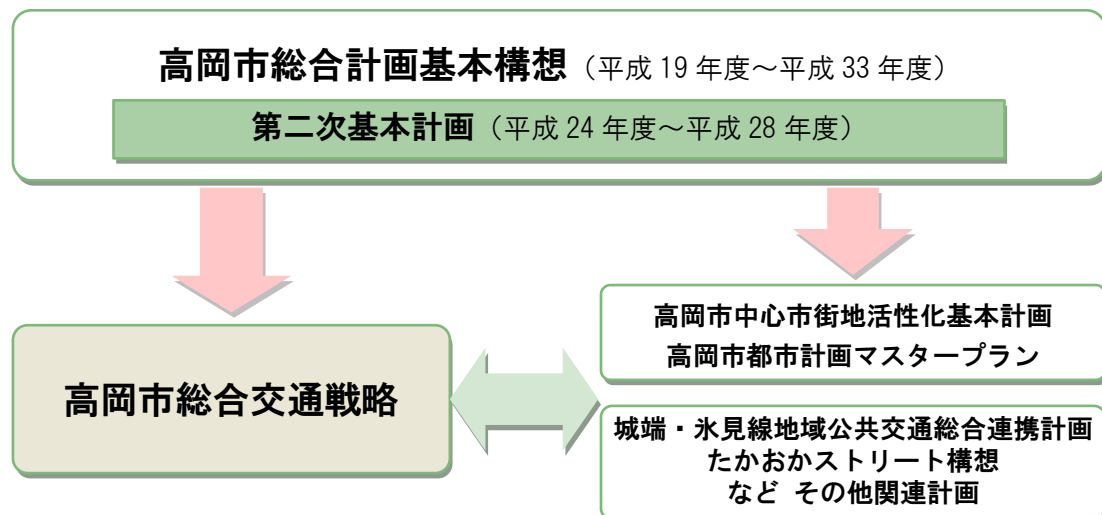 高岡市総合計画基本構想（平成 19 年度～平成 33 年度）
第二次基本計画（平成 24 年度～平成 28 年度）
高岡市総合交通戦略
高岡市中心市街地活性化基本計画
高岡市都市計画マスタープラン
城端・氷見線地域公共交通総合連携計画
たかおかストリート構想
など その他関連計画